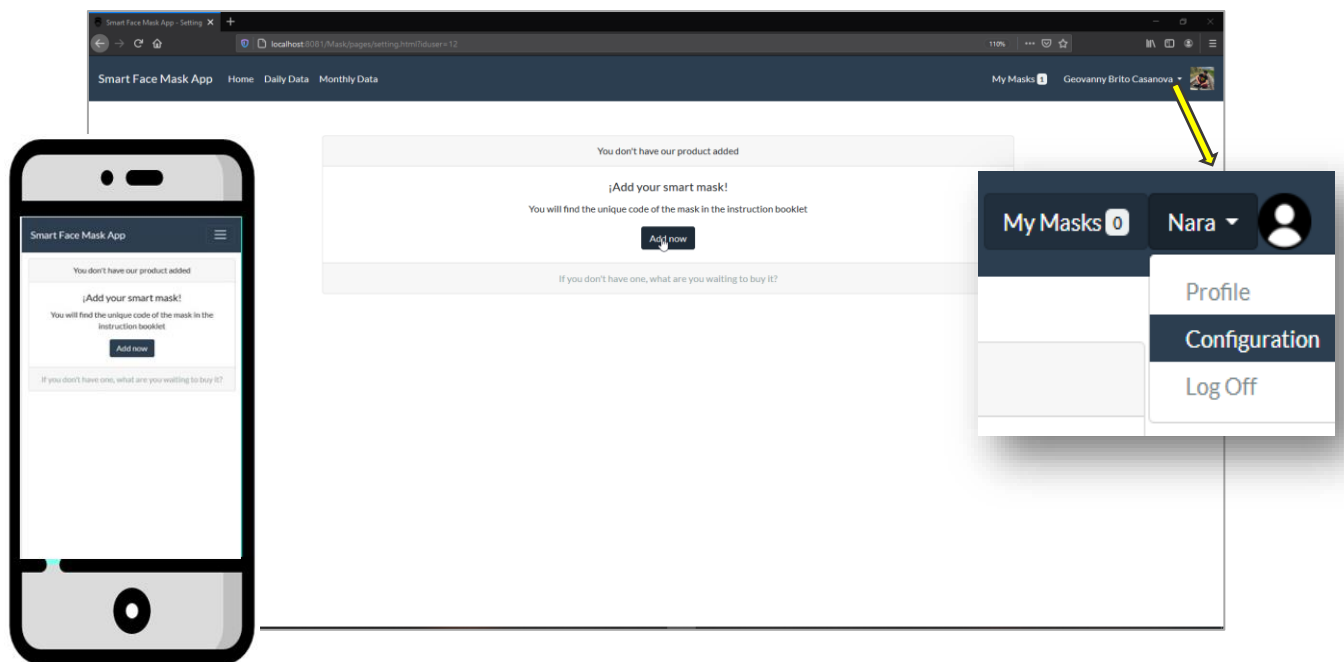 Smart Face Mask App - Setting
localhost:8081/Mask/pages/setting.html?iduser=12
110%
Smart Face Mask App Home Daily Data Monthly Data My Masks 1 Geovanny Brito Casanova
You don't have our product added
¡Add your smart mask!
You will find the unique code of the mask in the instruction booklet
Add now
If you don't have one, what are you waiting to buy it?
Smart Face Mask App
You don't have our product added
¡Add your smart mask!
You will find the unique code of the mask in the
instruction booklet
Add now
If you don't have one, what are you waiting to buy it?
My Masks 0 Nara
Profile
Configuration
Log Off